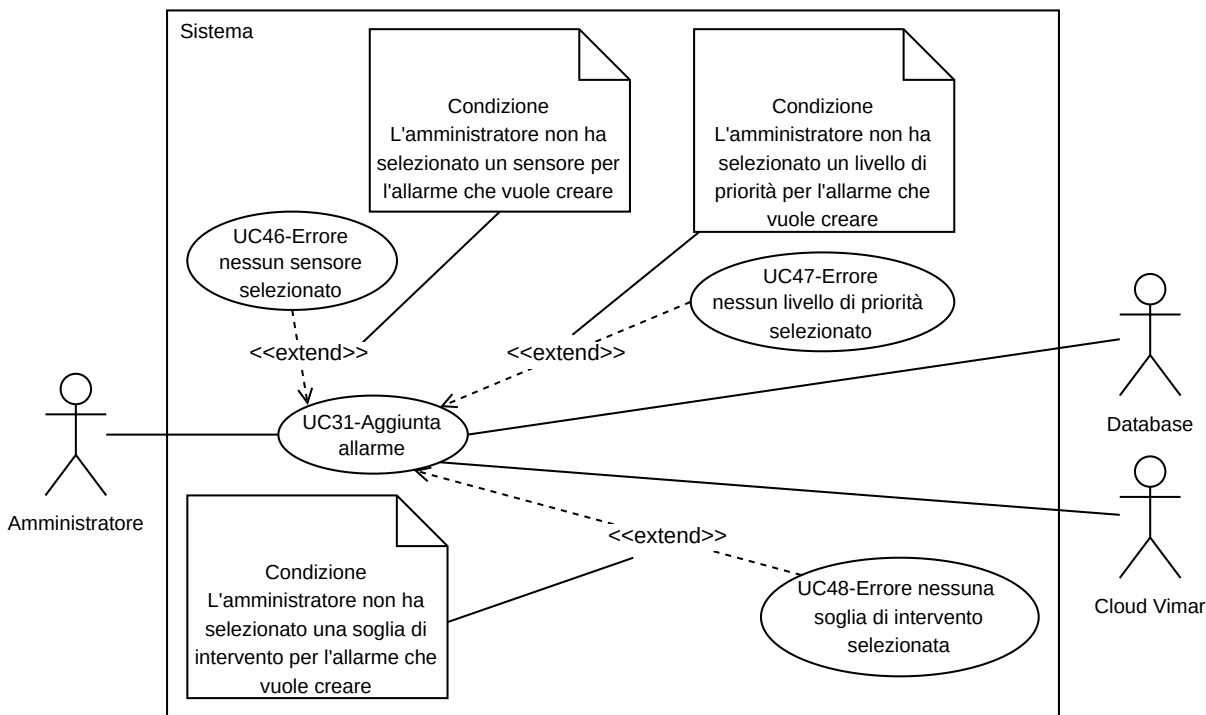 Sistema
Condizione
L'amministratore non ha
selezionato un sensore per
l'allarme che vuole creare
Condizione
L'amministratore non ha
selezionato un livello di
priorità per l'allarme che
vuole creare
UC46-Errore
nessun sensore
selezionato
UC47-Errore
nessun livello di priorità
selezionato
<<extend>>
<<extend>>
UC31-Aggiunta
allarme
Database
Amministratore
<<extend>>
Condizione
L'amministratore non ha
selezionato una soglia di
intervento per l'allarme che
vuole creare
UC48-Errore nessuna
soglia di intervento
selezionata
Cloud Vimar